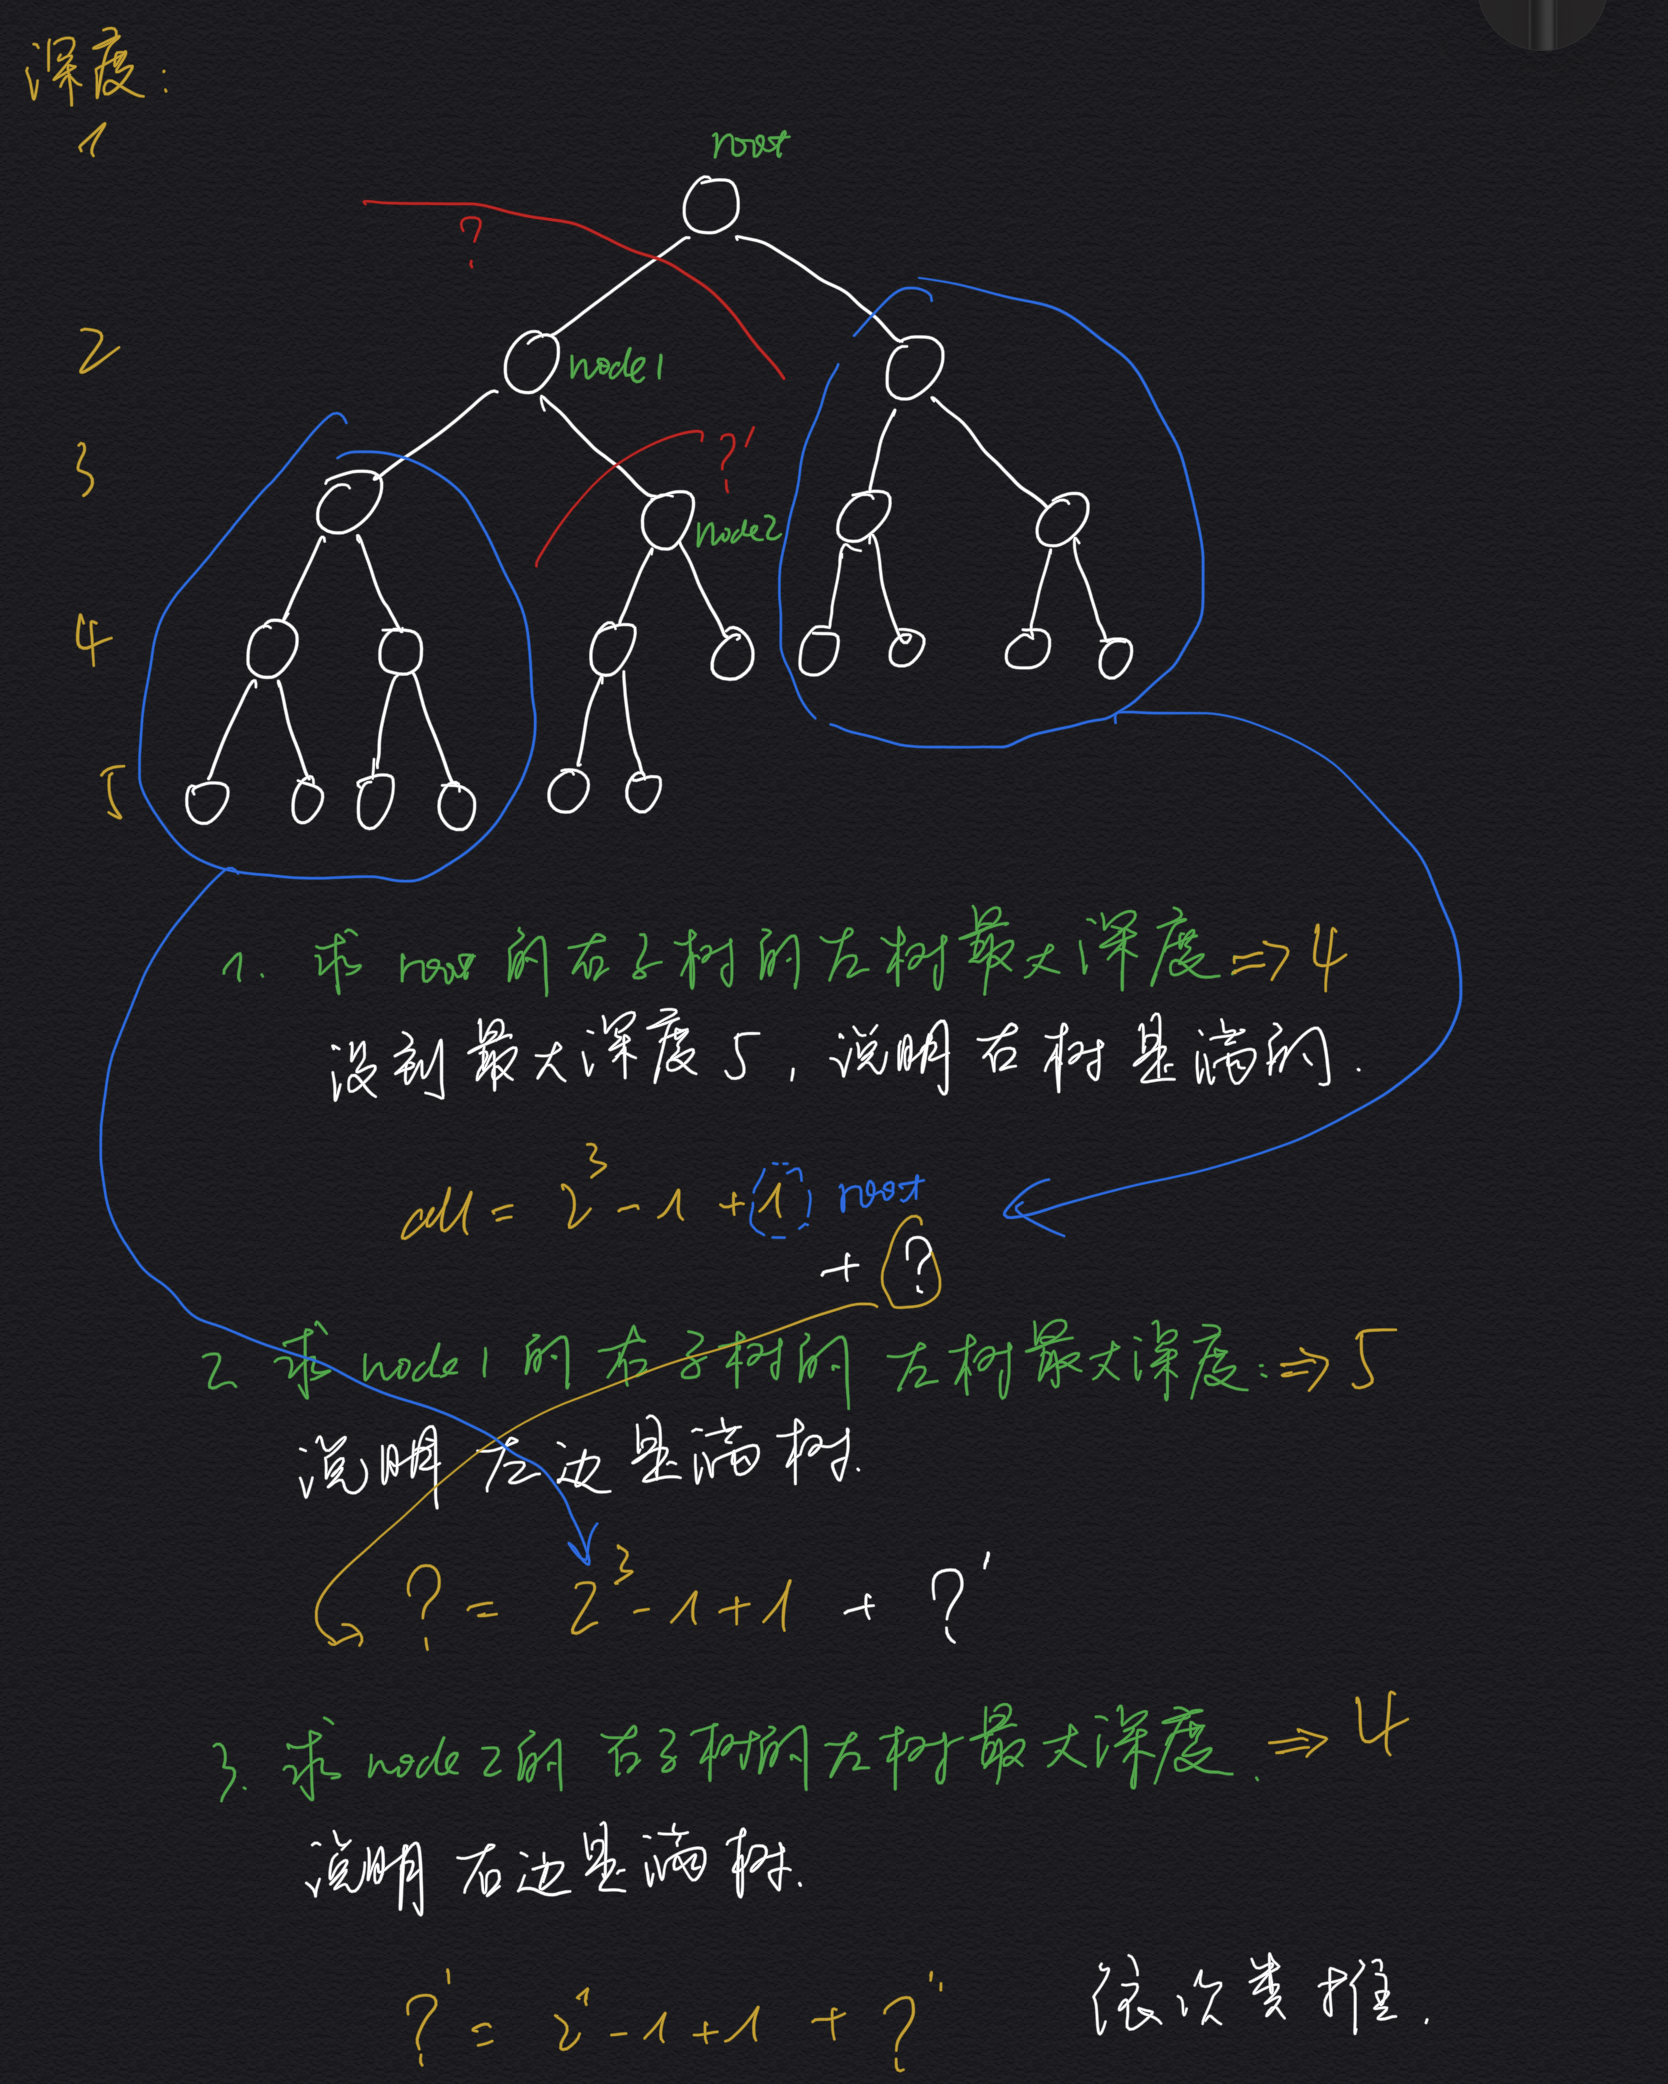 深度:
1
root
?
2
node1
3
?'
node2
4
5
1. 求 root 的右子树的左树最大深度 => 4
没到最大深度5, 说明右树是满的.
all = 2^3 - 1 + 1 root
+ ?
2 求 node1 的右子树的 左树最大深度: => 5
说明左边是满树.
? = 2^3 - 1 + 1 + ?'
3. 求 node2 的右子树的左树最大深度. => 4
说明右边是满树.
?' = 2^1 - 1 + 1 + ?'' 依次类推.